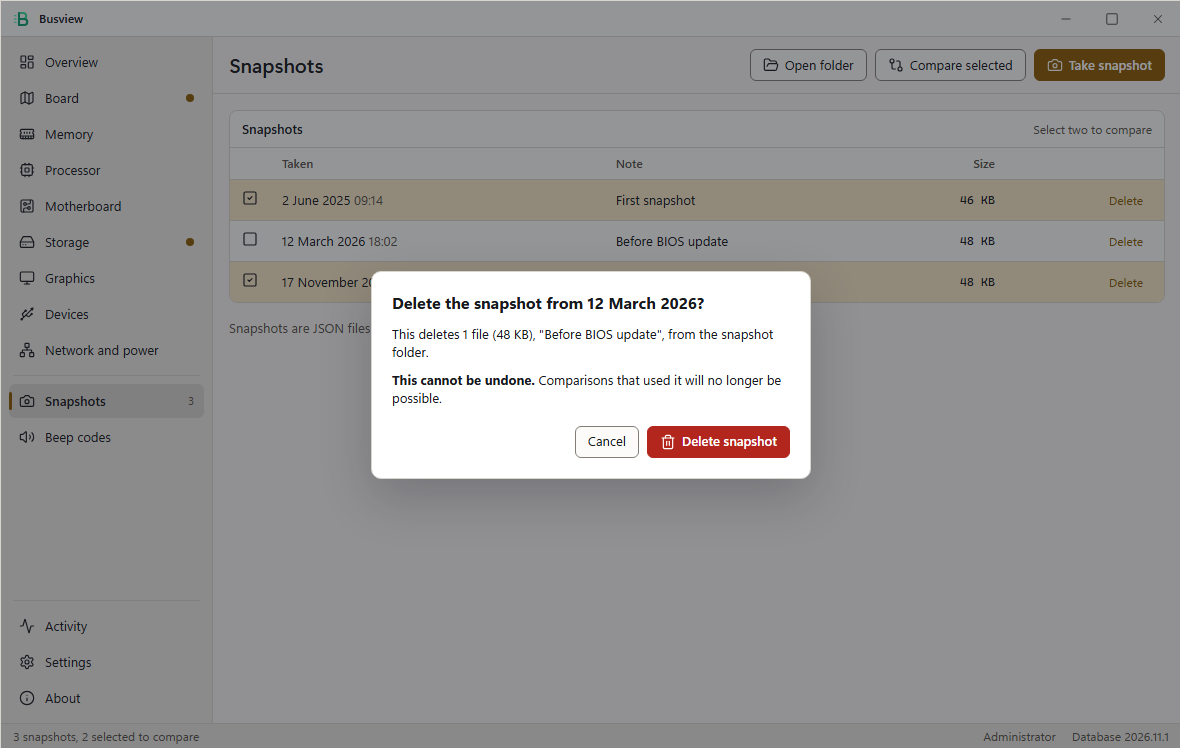 Busview
Overview
Board
Memory
Processor
Motherboard
Storage
Graphics
Devices
Network and power
Snapshots 3
Beep codes
Activity
Settings
About
Snapshots
Open folder
Compare selected
Take snapshot
Snapshots
Select two to compare
Taken Note Size
2 June 2025 09:14 First snapshot 46 KB Delete
12 March 2026 18:02 Before BIOS update 48 KB Delete
17 November 48 KB Delete
Snapshots are JSON files
Delete the snapshot from 12 March 2026?
This deletes 1 file (48 KB), "Before BIOS update", from the snapshot
folder.
This cannot be undone. Comparisons that used it will no longer be
possible.
Cancel
Delete snapshot
3 snapshots, 2 selected to compare
Administrator
Database 2026.11.1